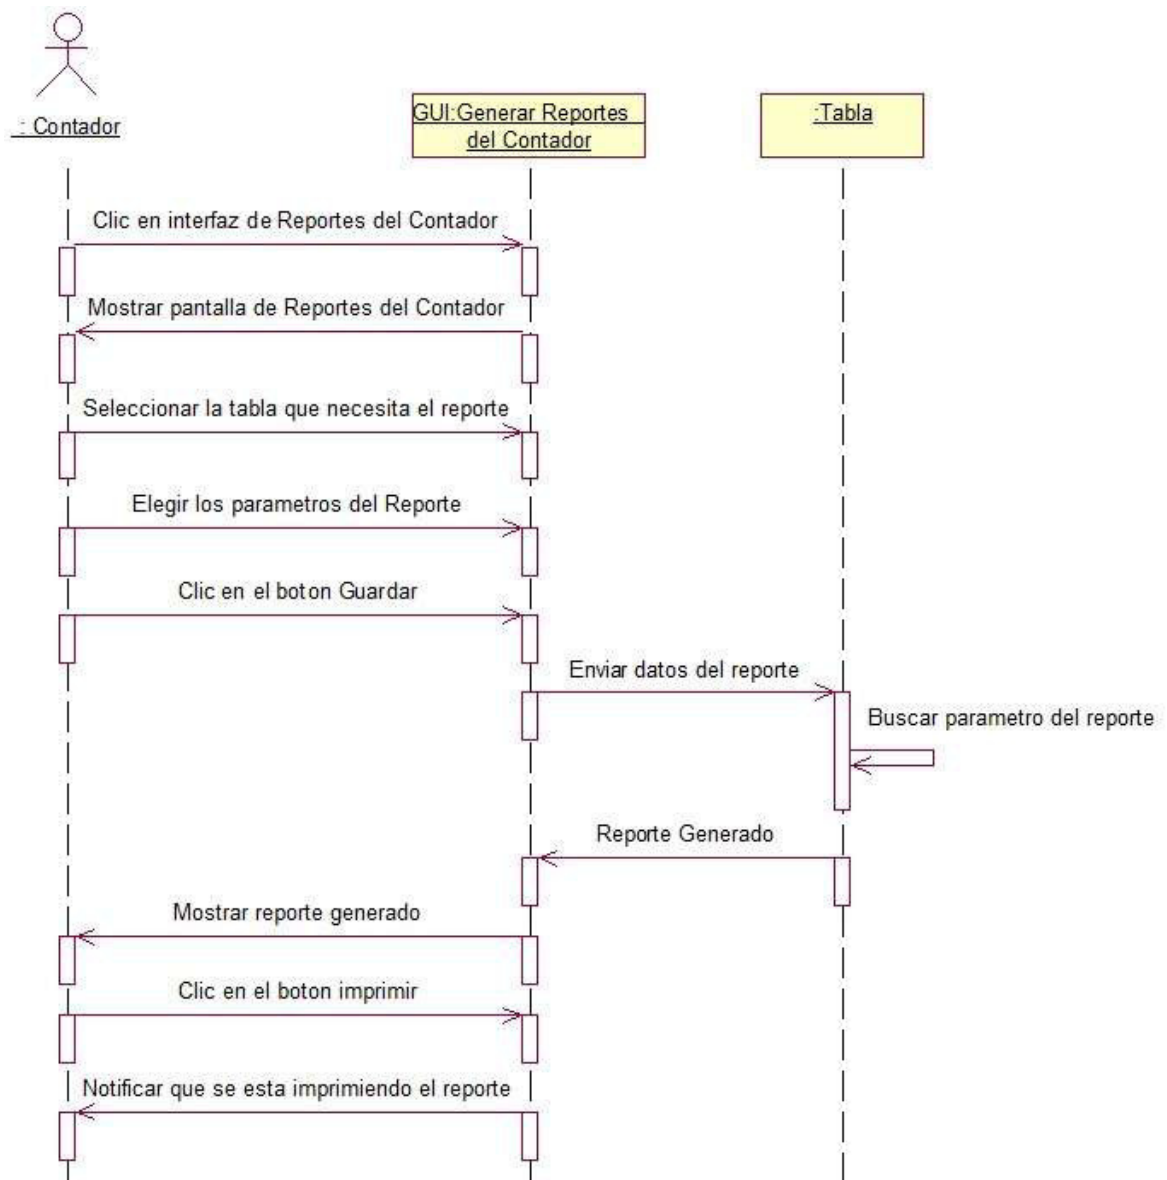 : Contador
GUI:Generar Reportes
del Contador
:Tabla
Clic en interfaz de Reportes del Contador
Mostrar pantalla de Reportes del Contador
Seleccionar la tabla que necesita el reporte
Elegir los parametros del Reporte
Clic en el boton Guardar
Enviar datos del reporte
Buscar parametro del reporte
Reporte Generado
Mostrar reporte generado
Clic en el boton imprimir
Notificar que se esta imprimiendo el reporte